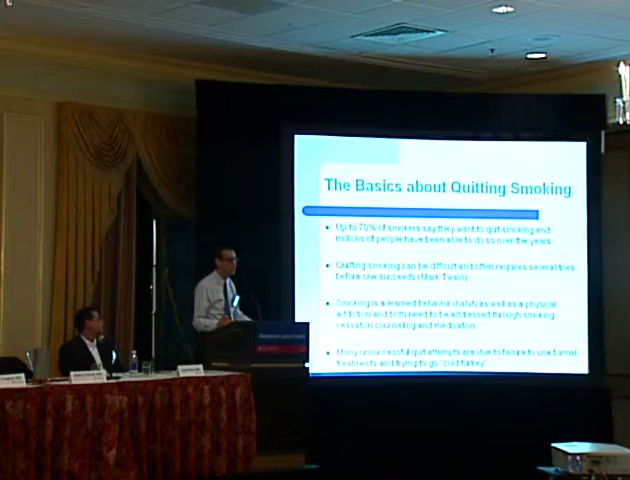 The Basics about Quitting Smoking
Up to 70% of smokers say they want to quit smoking and
millions of people have been able to do so over the years.
Quitting smoking can be difficult and often requires several tries
before one succeeds (Mark Twain)
Smoking is a learned behavior (habit) as well as a physical
addiction and both need to be addressed through smoking
cessation counseling and medication
Many unsuccessful quit attempts are due to failure to use formal
treatments and trying to go "cold turkey"